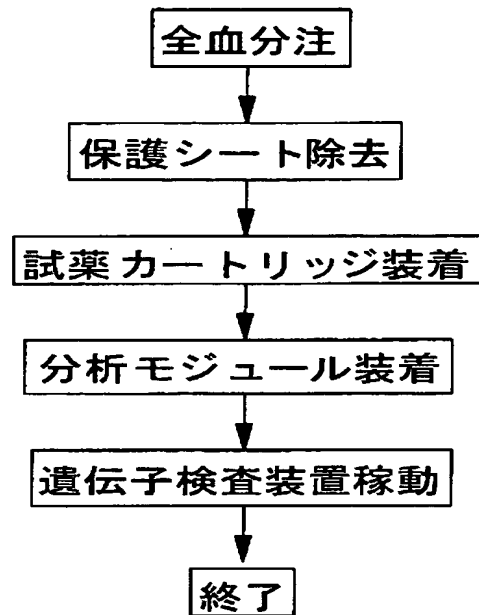 全血分注
保護シート除去
試薬カートリッジ装着
分析モジュール装着
遺伝子検査装置稼動
終了